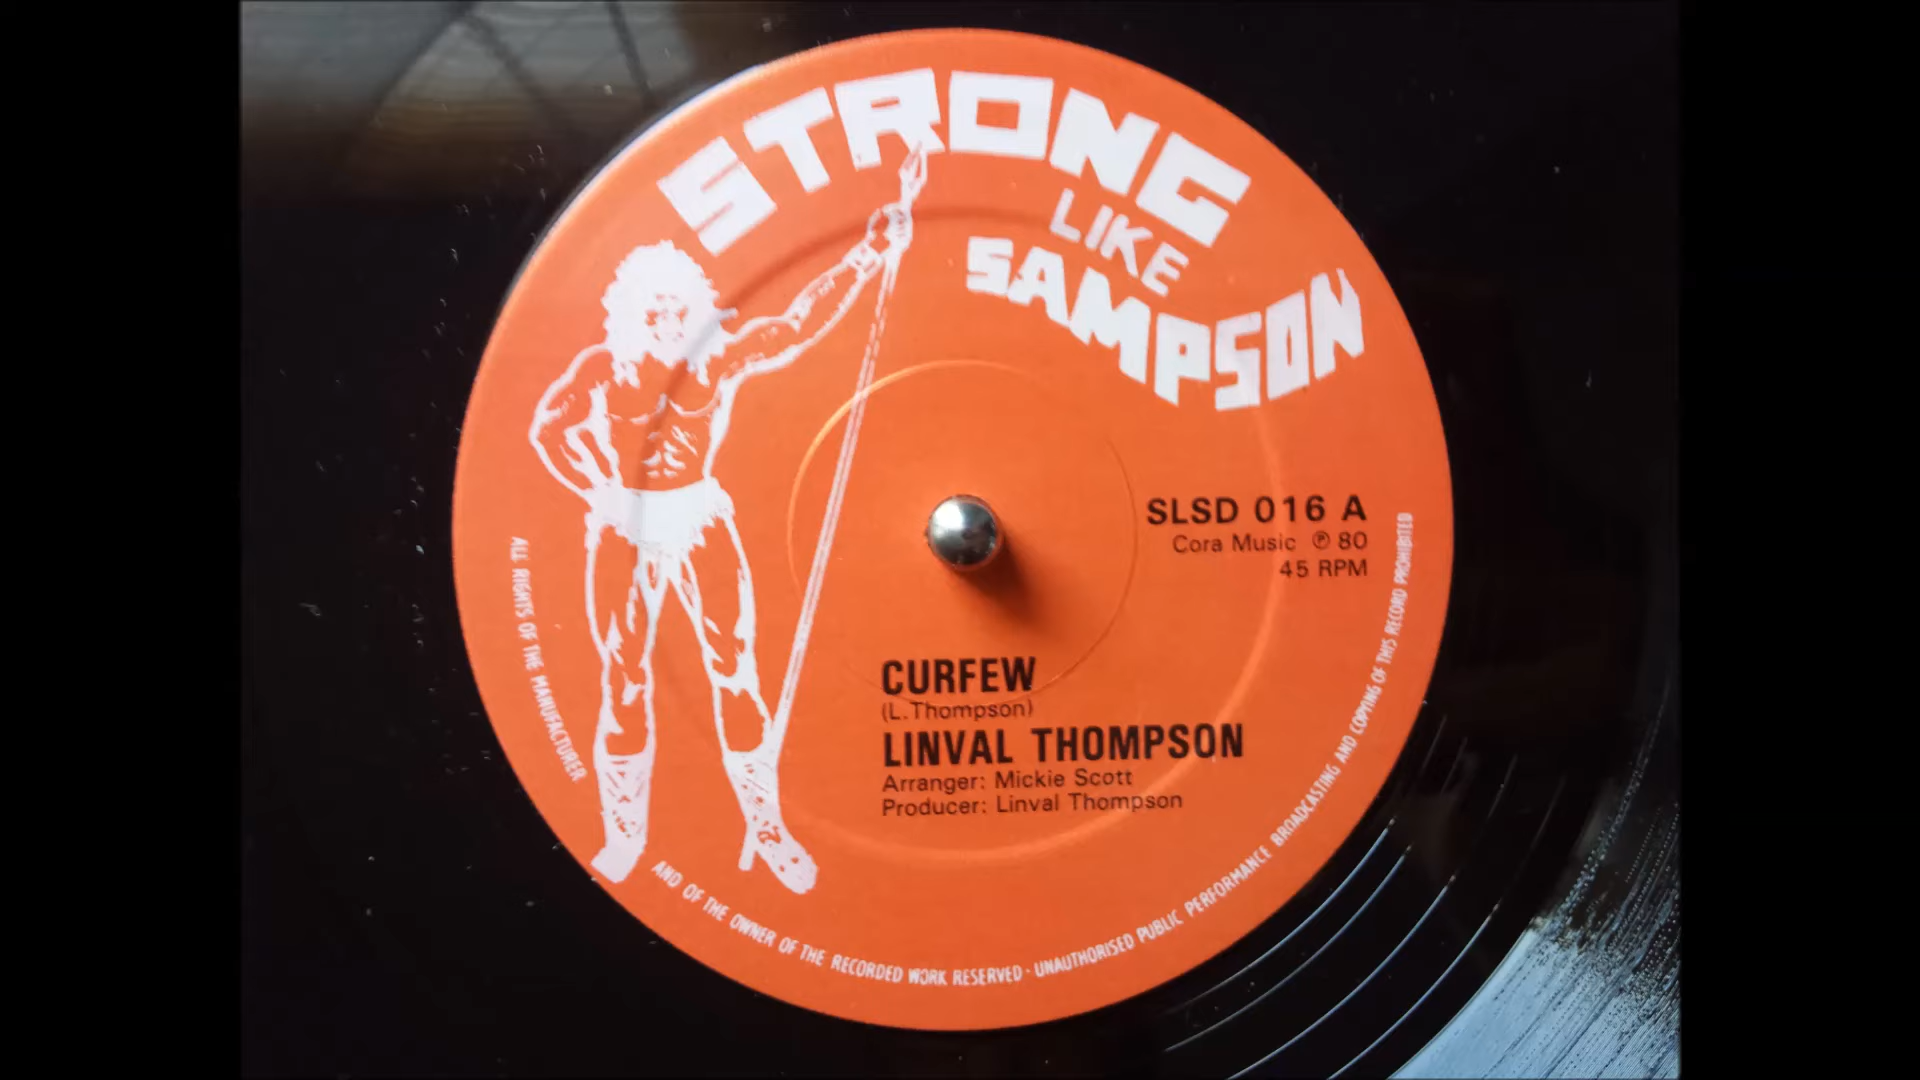 STRONG
LIKE
SAMPSON
SLSD 016 A
Cora Music ℗ 80
45 RPM
CURFEW
(L.Thompson)
LINVAL THOMPSON
Arranger: Mickie Scott
Producer: Linval Thompson
ALL RIGHTS OF THE MANUFACTURER
AND OF THE OWNER OF THE RECORDED WORK RESERVED · UNAUTHORISED PUBLIC PERFORMANCE BROADCASTING AND COPYING OF THIS RECORD PROHIBITED